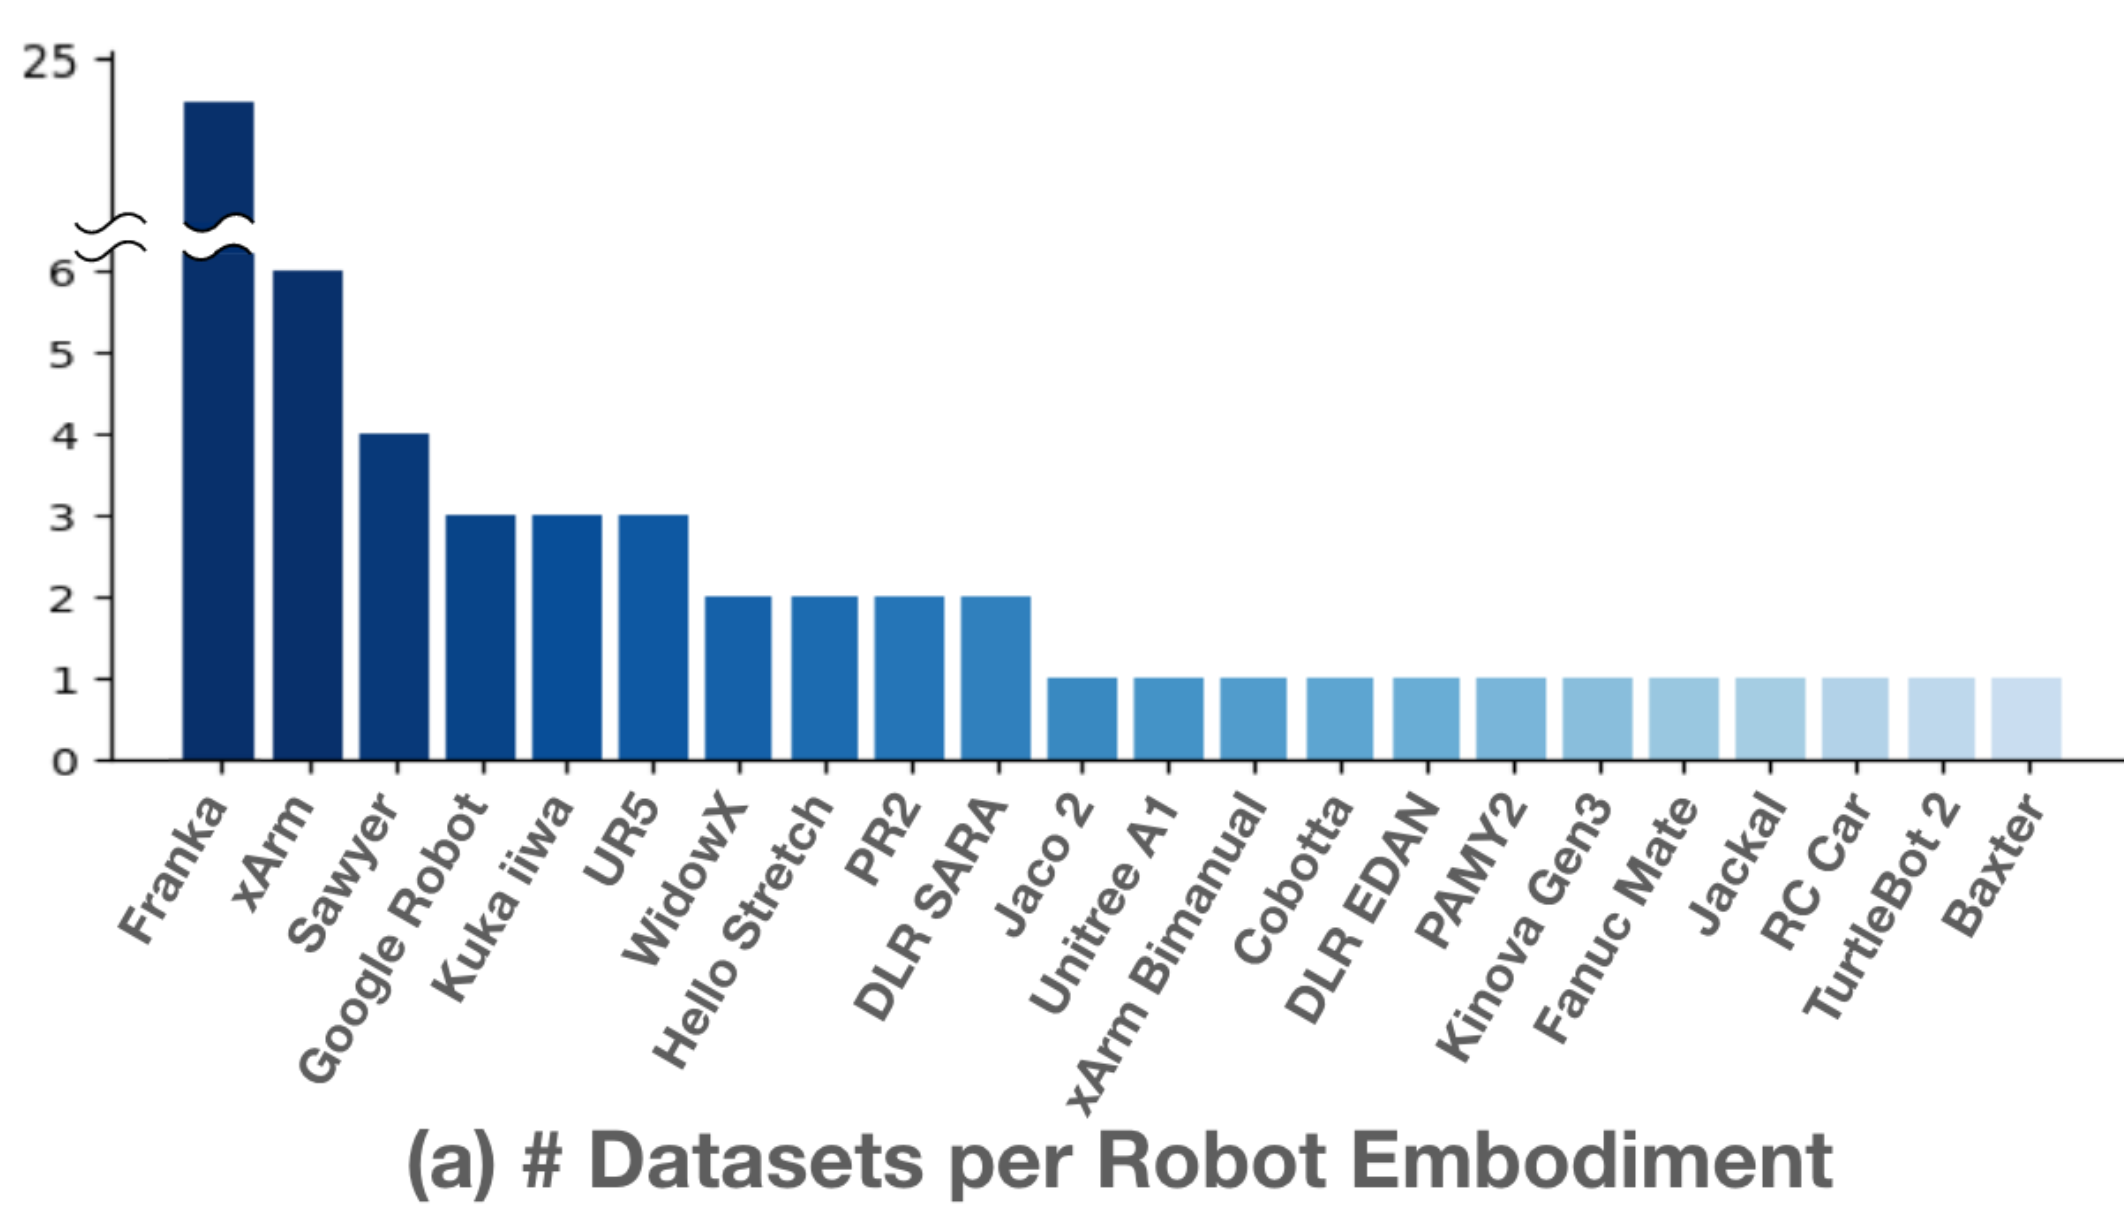 25
6
5
4
3
2
1
0
Franka
xArm
Sawyer
Google Robot
Kuka iiwa
UR5
WidowX
Hello Stretch
PR2
DLR SARA
Jaco 2
Unitree A1
xArm Bimanual
Cobotta
DLR EDAN
PAMY2
Kinova Gen3
Fanuc Mate
Jackal
RC Car
TurtleBot 2
Baxter
(a) # Datasets per Robot Embodiment